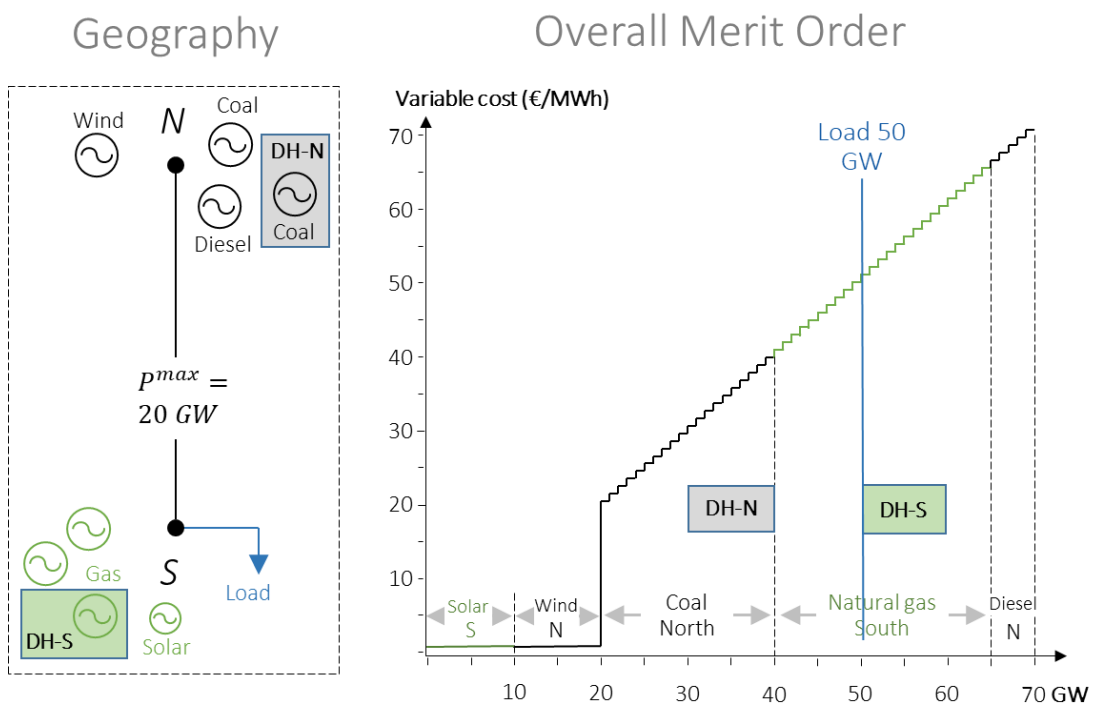 Geography
Overall Merit Order
Wind
N
Coal
DH-N
Coal
Diesel
P^max =
20 GW
S
Gas
Load
DH-S
Solar
Variable cost (€/MWh)
70
60
50
40
30
20
10
Load 50
GW
DH-N
DH-S
Solar
S
Wind
N
Coal
North
Natural gas
South
Diesel
N
10
20
30
40
50
60
70 GW